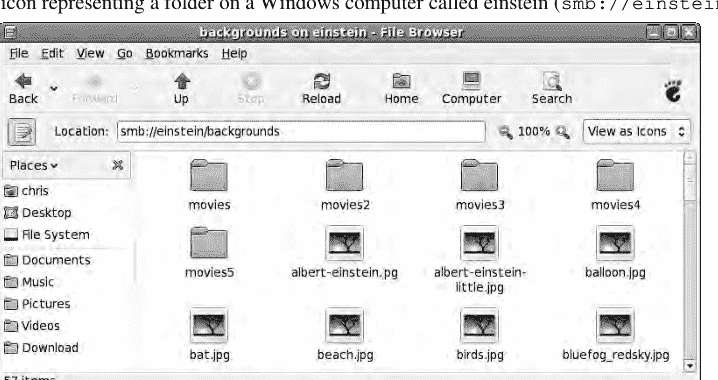 icon representing a folder on a Windows computer called einstein (smb://einstein
backgrounds on einstein - File Browser
File Edit View Go Bookmarks Help
Back Forward Up Stop Reload Home Computer Search
Location: smb://einstein/backgrounds 100% View as Icons
Places
chris
Desktop
File System
Documents
Music
Pictures
Videos
Download
movies movies2 movies3 movies4
movies5 albert-einstein.jpg albert-einstein-little.jpg balloon.jpg
bat.jpg beach.jpg birds.jpg bluefog_redsky.jpg
57 items